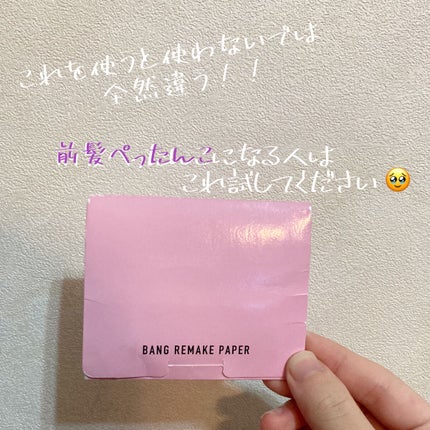 これを使うと使わないでは
全然違う！！
前髪ぺったんこになる人は
これ試してください🥹
BANG REMAKE PAPER